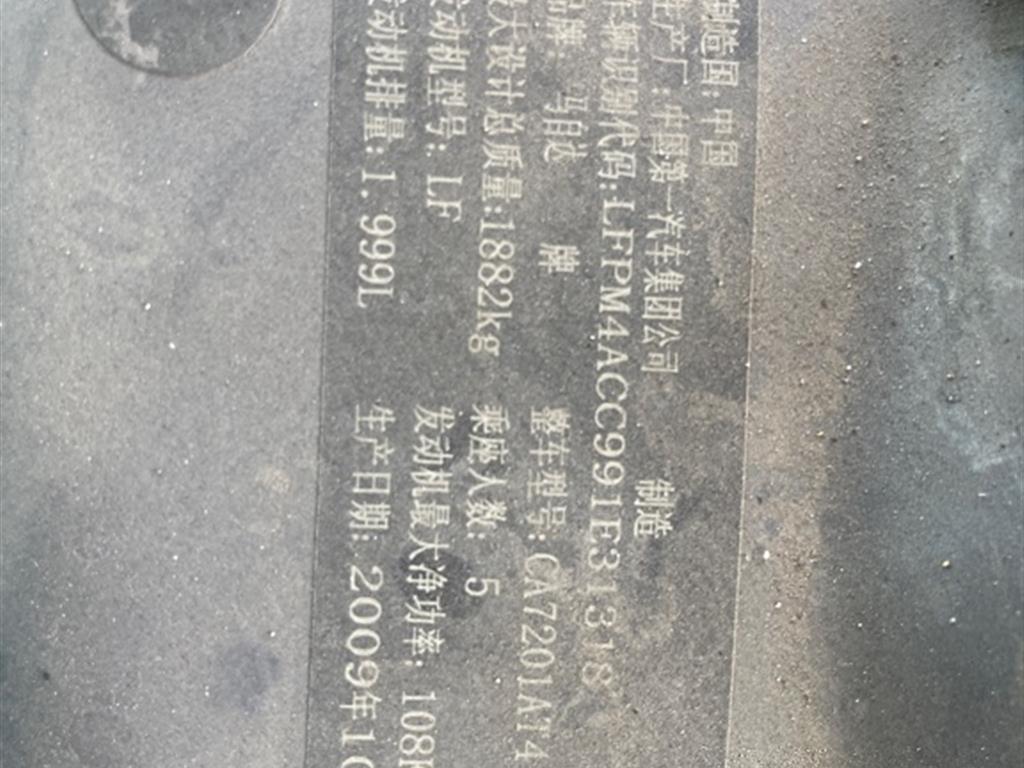 制造国: 中国
生产厂:中国第一汽车集团公司 制造
车辆识别代码:LFPM4ACC991E31318
品牌: 马自达 牌 整车型号:CA7201AT4
最大设计总质量:1882kg 乘座人数: 5
发动机型号: LF 发动机最大净功率: 108
发动机排量: 1.999L 生产日期: 2009年1